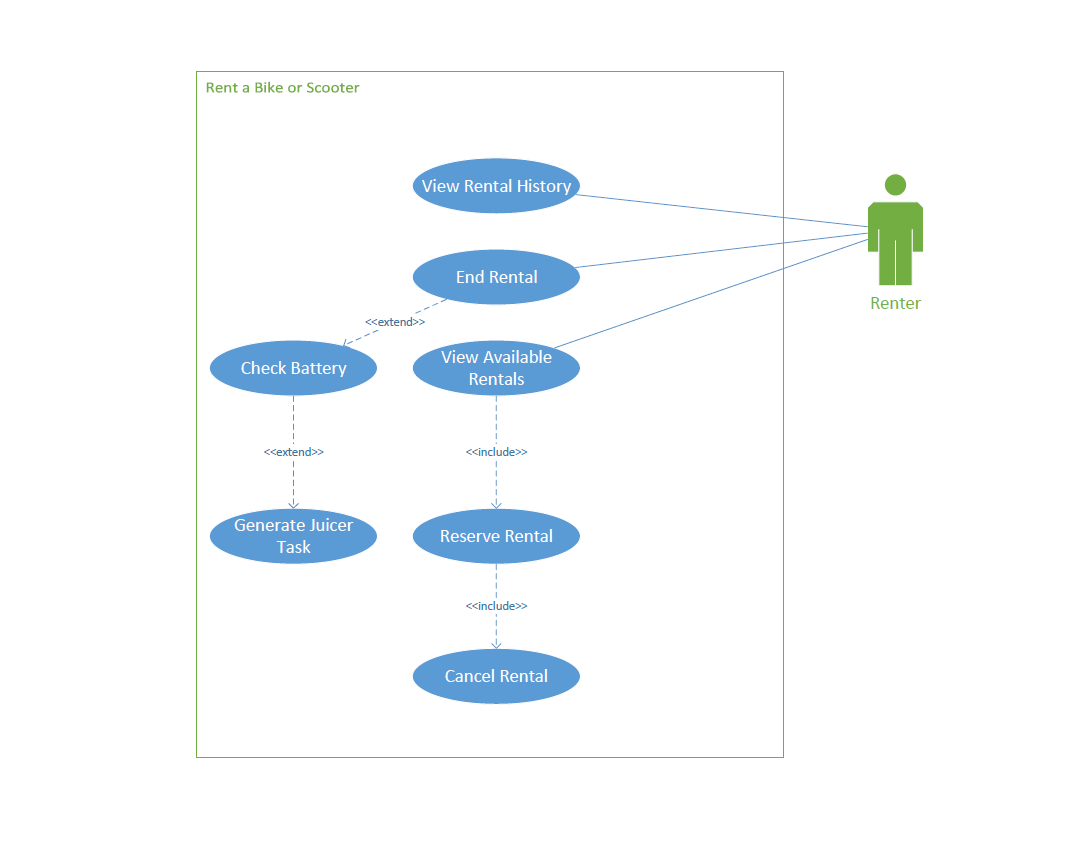 Rent a Bike or Scooter
View Rental History
End Rental
Renter
<<extend>>
Check Battery
View Available
Rentals
<<extend>>
<<include>>
Generate Juicer
Task
Reserve Rental
<<include>>
Cancel Rental